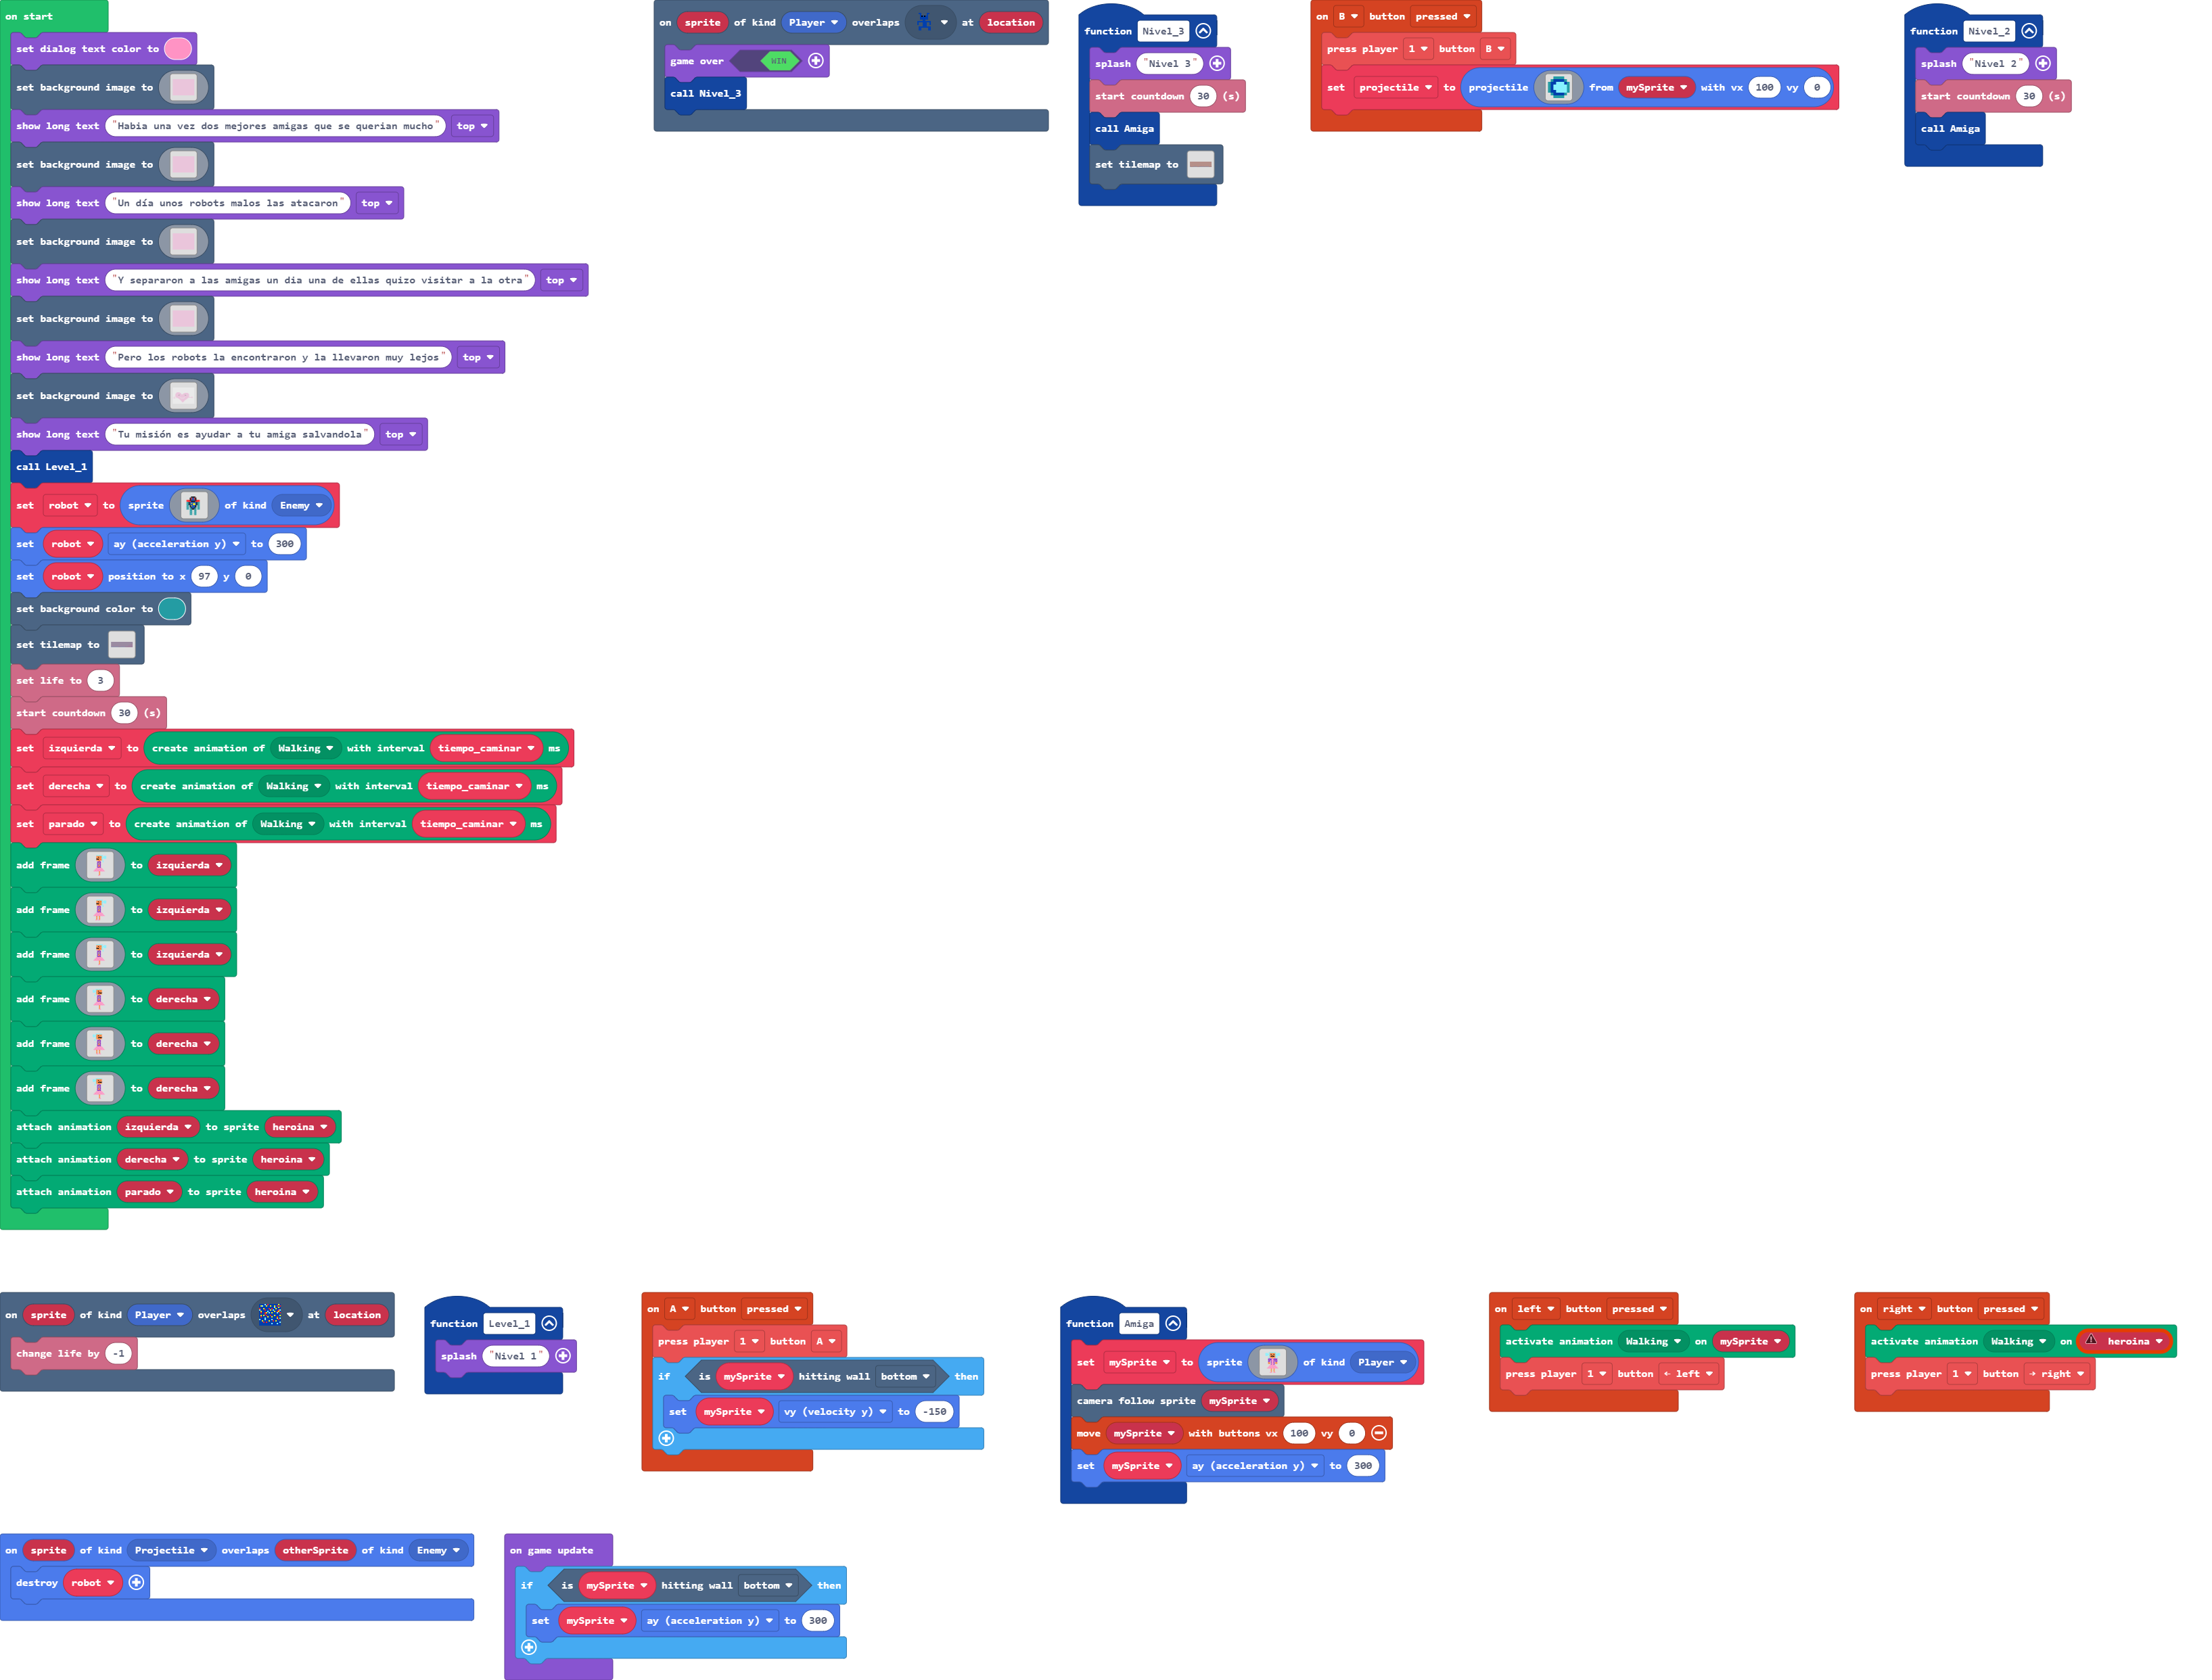 on start
set dialog text color to
set background image to
show long text "Habia una vez dos mejores amigas que se querian mucho" top
set background image to
show long text "Un día unos robots malos las atacaron" top
set background image to
show long text "Y separaron a las amigas un dia una de ellas quizo visitar a la otra" top
set background image to
show long text "Pero los robots la encontraron y la llevaron muy lejos" top
set background image to
show long text "Tu misión es ayudar a tu amiga salvandola" top
call Level_1
set robot to sprite of kind Enemy
set robot ay (acceleration y) to 300
set robot position to x 97 y 0
set background color to
set tilemap to
set life to 3
start countdown 30 (s)
set izquierda to create animation of Walking with interval tiempo_caminar ms
set derecha to create animation of Walking with interval tiempo_caminar ms
set parado to create animation of Walking with interval tiempo_caminar ms
add frame to izquierda
add frame to izquierda
add frame to izquierda
add frame to derecha
add frame to derecha
add frame to derecha
attach animation izquierda to sprite heroina
attach animation derecha to sprite heroina
attach animation parado to sprite heroina
on sprite of kind Player overlaps at location
game over WIN
call Nivel_3
function Nivel_3
splash "Nivel 3"
start countdown 30 (s)
call Amiga
set tilemap to
on B button pressed
press player 1 button B
set projectile to projectile from mySprite with vx 100 vy 0
function Nivel_2
splash "Nivel 2"
start countdown 30 (s)
call Amiga
on sprite of kind Player overlaps at location
change life by -1
function Level_1
splash "Nivel 1"
on A button pressed
press player 1 button A
if is mySprite hitting wall bottom then
set mySprite vy (velocity y) to -150
function Amiga
set mySprite to sprite of kind Player
camera follow sprite mySprite
move mySprite with buttons vx 100 vy 0
set mySprite ay (acceleration y) to 300
on left button pressed
activate animation Walking on mySprite
press player 1 button ← left
on right button pressed
activate animation Walking on heroina
press player 1 button → right
on sprite of kind Projectile overlaps otherSprite of kind Enemy
destroy robot
on game update
if is mySprite hitting wall bottom then
set mySprite ay (acceleration y) to 300